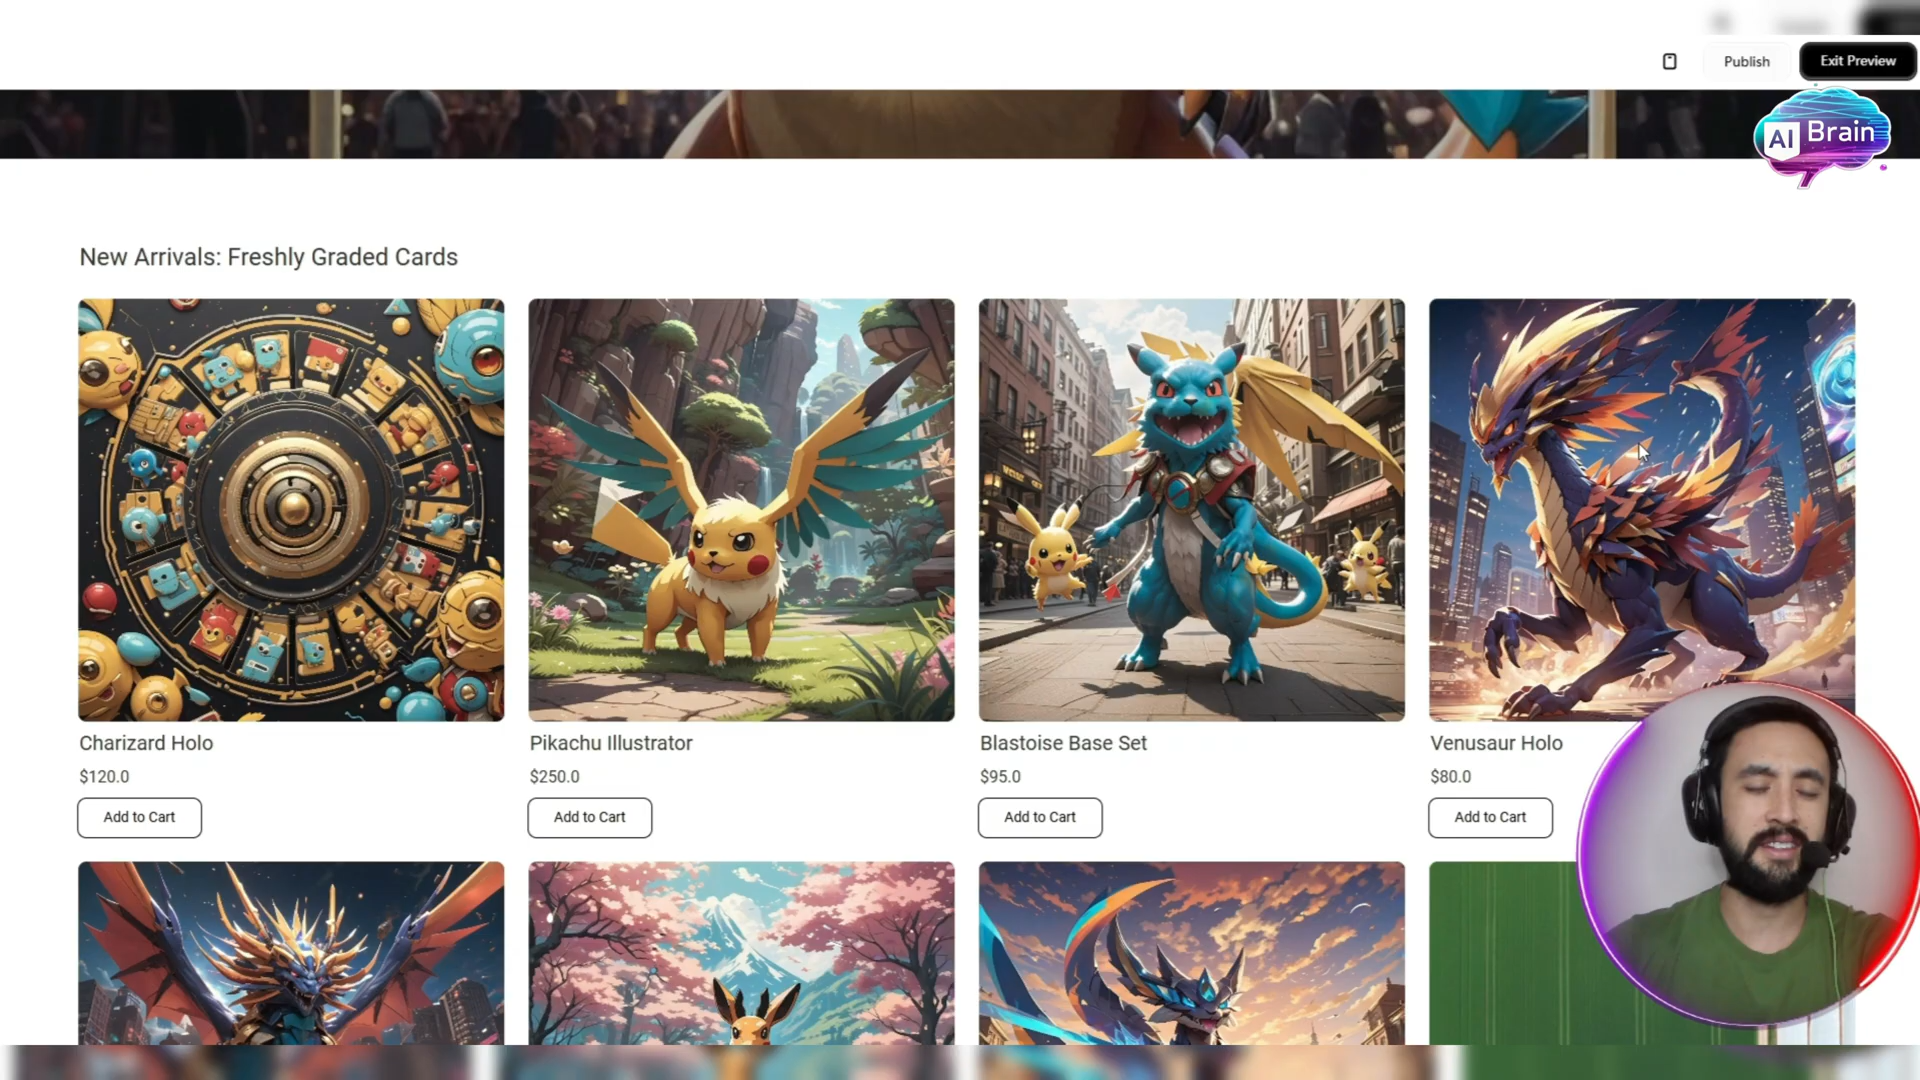 Publish
Exit Preview
AI Brain
New Arrivals: Freshly Graded Cards
Charizard Holo
$120.0
Add to Cart
Pikachu Illustrator
$250.0
Add to Cart
Blastoise Base Set
$95.0
Add to Cart
Venusaur Holo
$80.0
Add to Cart